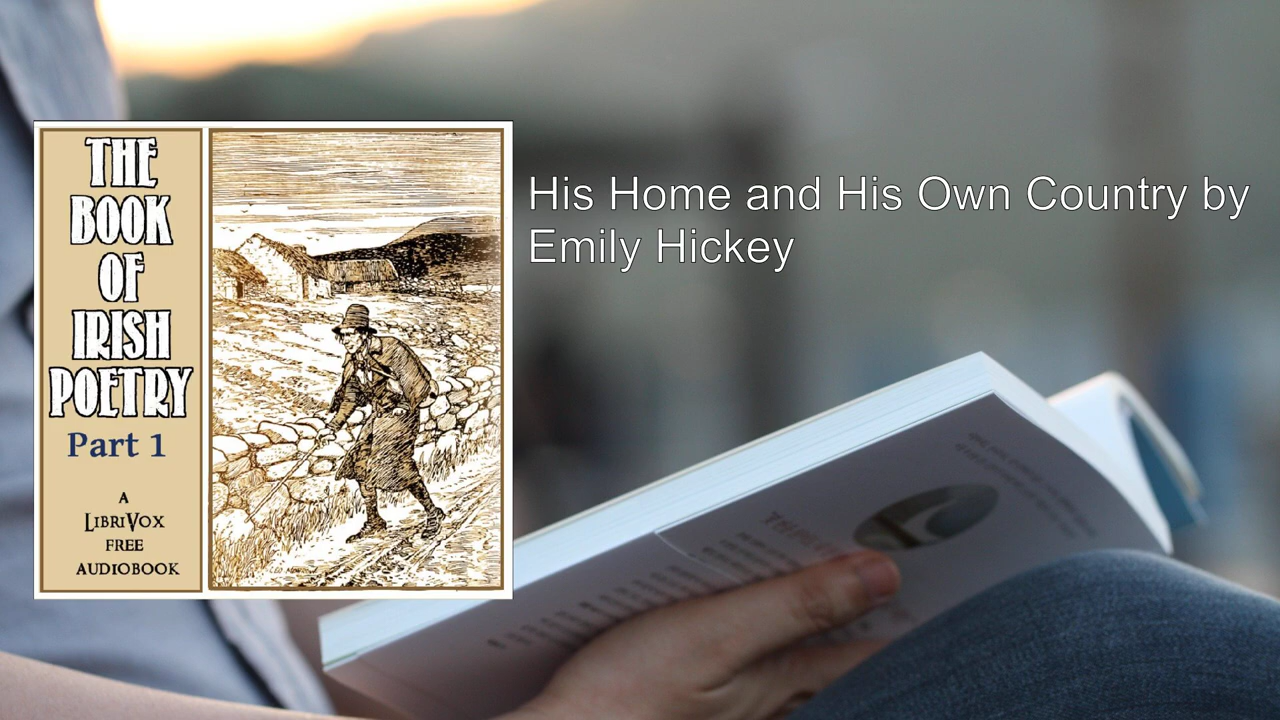 THE
BOOK
OF
IRISH
POETRY
Part 1
A
LIBRIVOX
FREE
AUDIOBOOK
His Home and His Own Country by
Emily Hickey